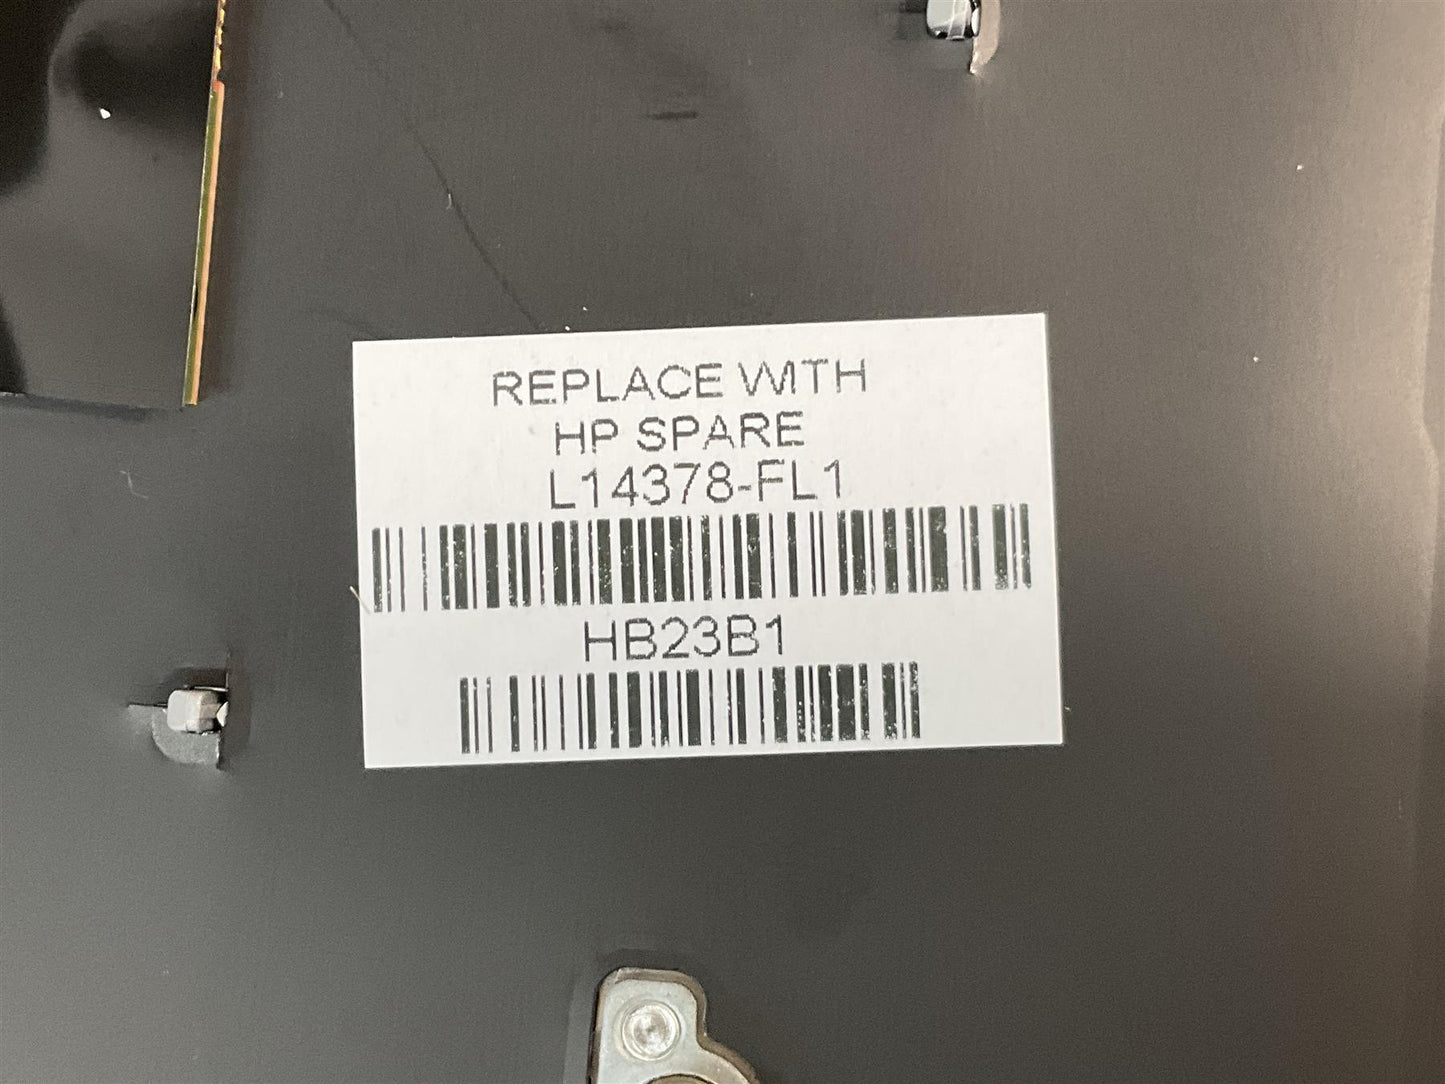 REPLACE WITH
HP SPARE
L14378-FL1
HB23B1